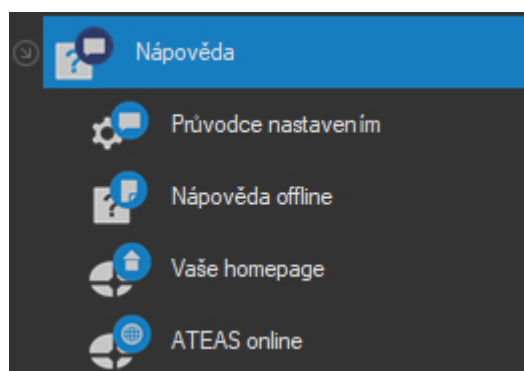 Nápověda
Průvodce nastavením
Nápověda offline
Vaše homepage
ATEAS online